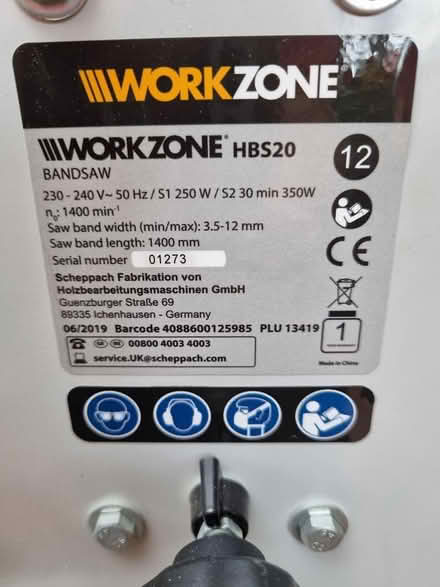 WORKZONE
WORKZONE® HBS20
12
BANDSAW
230 - 240 V~ 50 Hz / S1 250 W / S2 30 min 350W
n₀: 1400 min⁻¹
Saw band width (min/max): 3.5-12 mm
Saw band length: 1400 mm
Serial number 01273
CE
Scheppach Fabrikation von
Holzbearbeitungsmaschinen GmbH
Guenzburger Straße 69
89335 Ichenhausen - Germany
06/2019 Barcode 4088600125985 PLU 13419
1
00800 4003 4003
service.UK@scheppach.com
Made in China